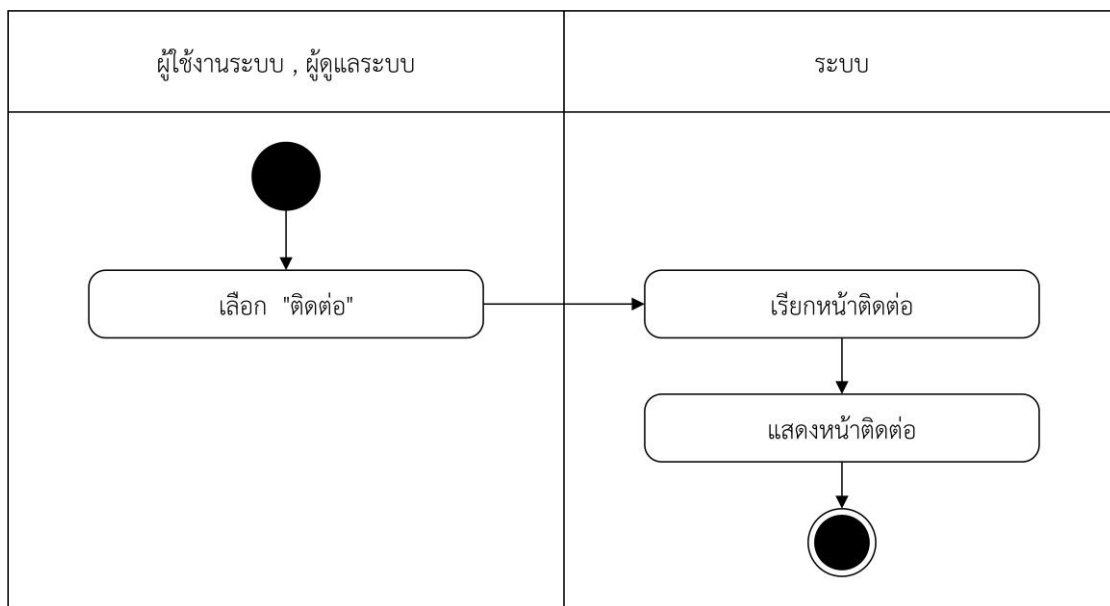 ผู้ใช้งานระบบ , ผู้ดูแลระบบ
ระบบ
เลือก "ติดต่อ"
เรียกหน้าติดต่อ
แสดงหน้าติดต่อ